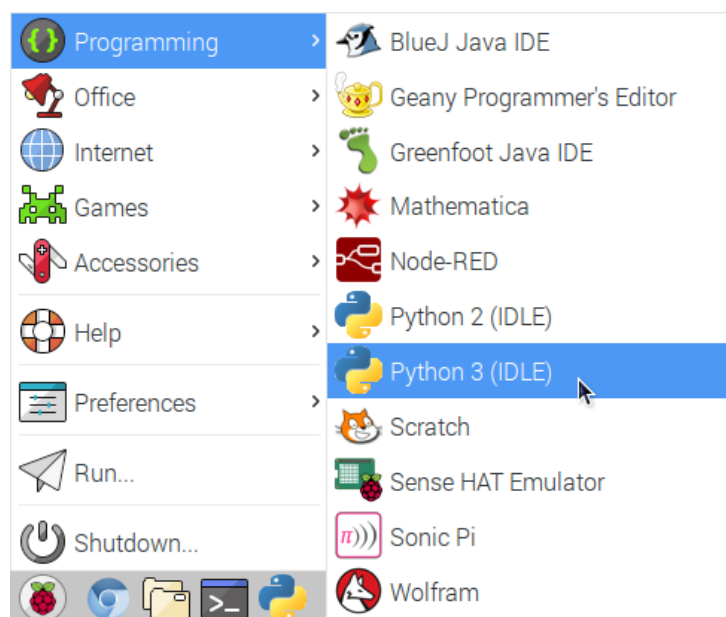 Programming
Office
Internet
Games
Accessories
Help
Preferences
Run...
Shutdown...
BlueJ Java IDE
Geany Programmer's Editor
Greenfoot Java IDE
Mathematica
Node-RED
Python 2 (IDLE)
Python 3 (IDLE)
Scratch
Sense HAT Emulator
π)))
Sonic Pi
Wolfram
>_